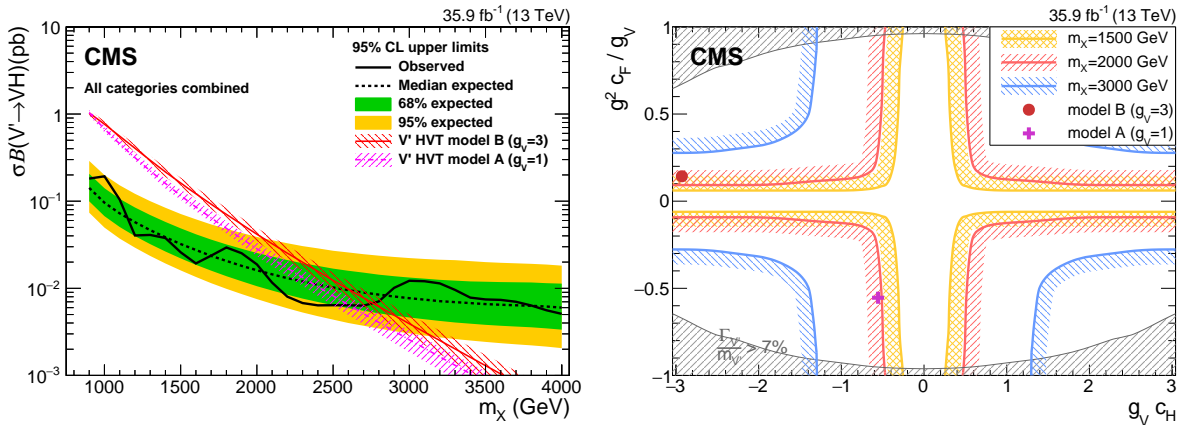 35.9 fb⁻¹ (13 TeV)
σB(V'→VH)(pb)
CMS
All categories combined
95% CL upper limits
Observed
Median expected
68% expected
95% expected
V' HVT model B (g_V=3)
V' HVT model A (g_V=1)
10
1
10⁻¹
10⁻²
10⁻³
1000 1500 2000 2500 3000 3500 4000
m_X (GeV)
35.9 fb⁻¹ (13 TeV)
g² c_F / g_V
CMS
m_X=1500 GeV
m_X=2000 GeV
m_X=3000 GeV
model B (g_V=3)
model A (g_V=1)
1
0.5
0
−0.5
−1
Γ_V'/m_V' > 7%
−3 −2 −1 0 1 2 3
g_V c_H